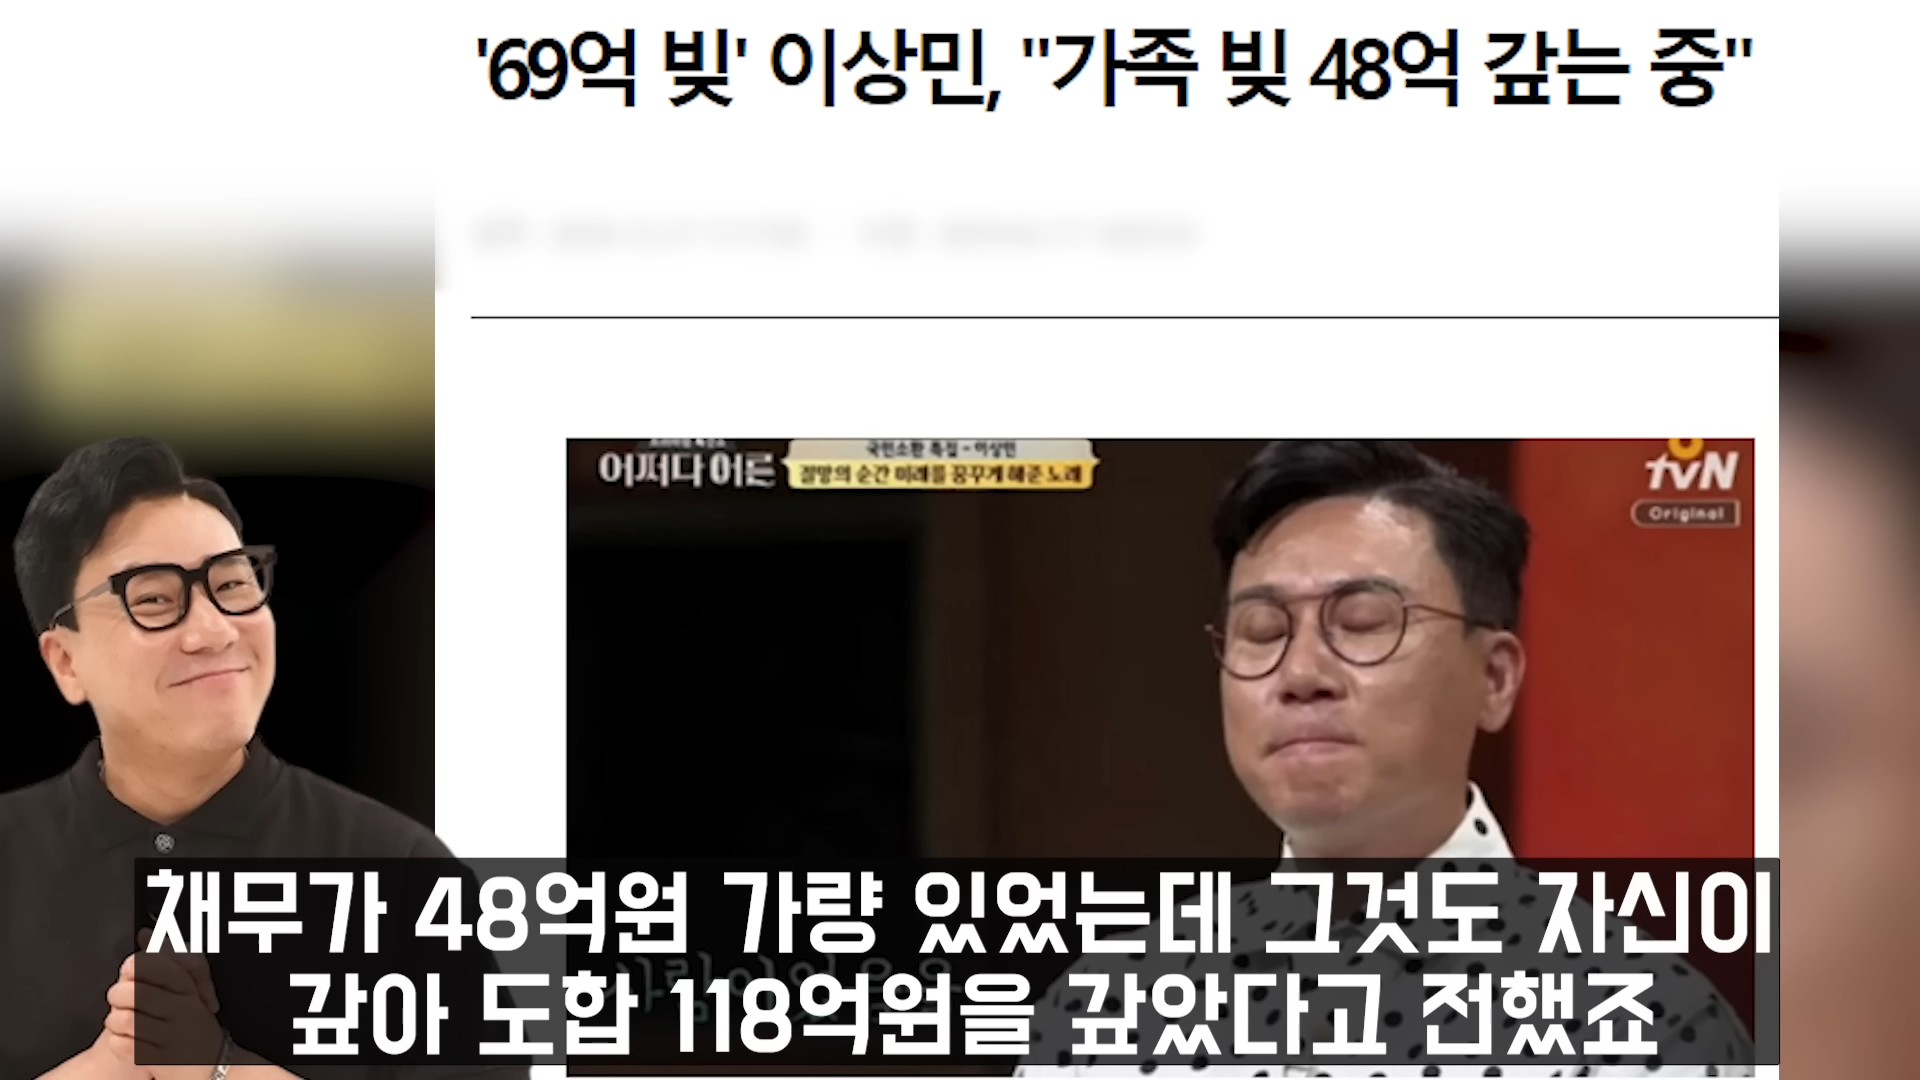 '69억 빚' 이상민, "가족 빚 48억 갚는 중"
어쩌다 어른
국민소환 특집 - 이상민
절망의 순간 미래를 꿈꾸게 해준 노래
tvN
Original
채무가 48억원 가량 있었는데 그것도 자신이
갚아 도합 118억원을 갚았다고 전했죠